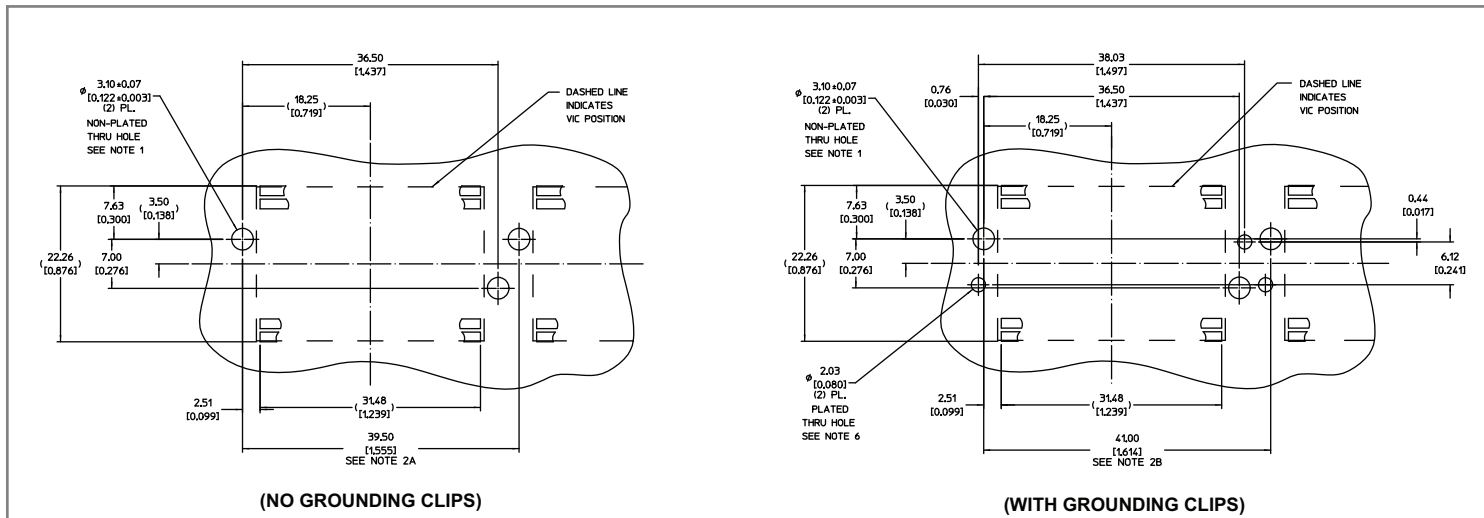 36.50
[1.437]
3.10±0.07
ø [0.122±0.003]
(2) PL.
NON-PLATED
THRU HOLE
SEE NOTE 1
(18.25
[0.719])
DASHED LINE
INDICATES
VIC POSITION
7.63
[0.300]
(3.50
[0.138])
(22.26
[0.876])
7.00
[0.276]
2.51
[0.099]
(31.48
[1.239])
39.50
[1.555]
SEE NOTE 2A
(NO GROUNDING CLIPS)
38.03
[1.497]
3.10±0.07
ø [0.122±0.003]
(2) PL.
NON-PLATED
THRU HOLE
SEE NOTE 1
0.76
[0.030]
36.50
[1.437]
(18.25
[0.719])
DASHED LINE
INDICATES
VIC POSITION
7.63
[0.300]
(3.50
[0.138])
0.44
[0.017]
(22.26
[0.876])
7.00
[0.276]
6.12
[0.241]
ø 2.03
[0.080]
(2) PL.
PLATED
THRU HOLE
SEE NOTE 6
2.51
[0.099]
(31.48
[1.239])
41.00
[1.614]
SEE NOTE 2B
(WITH GROUNDING CLIPS)